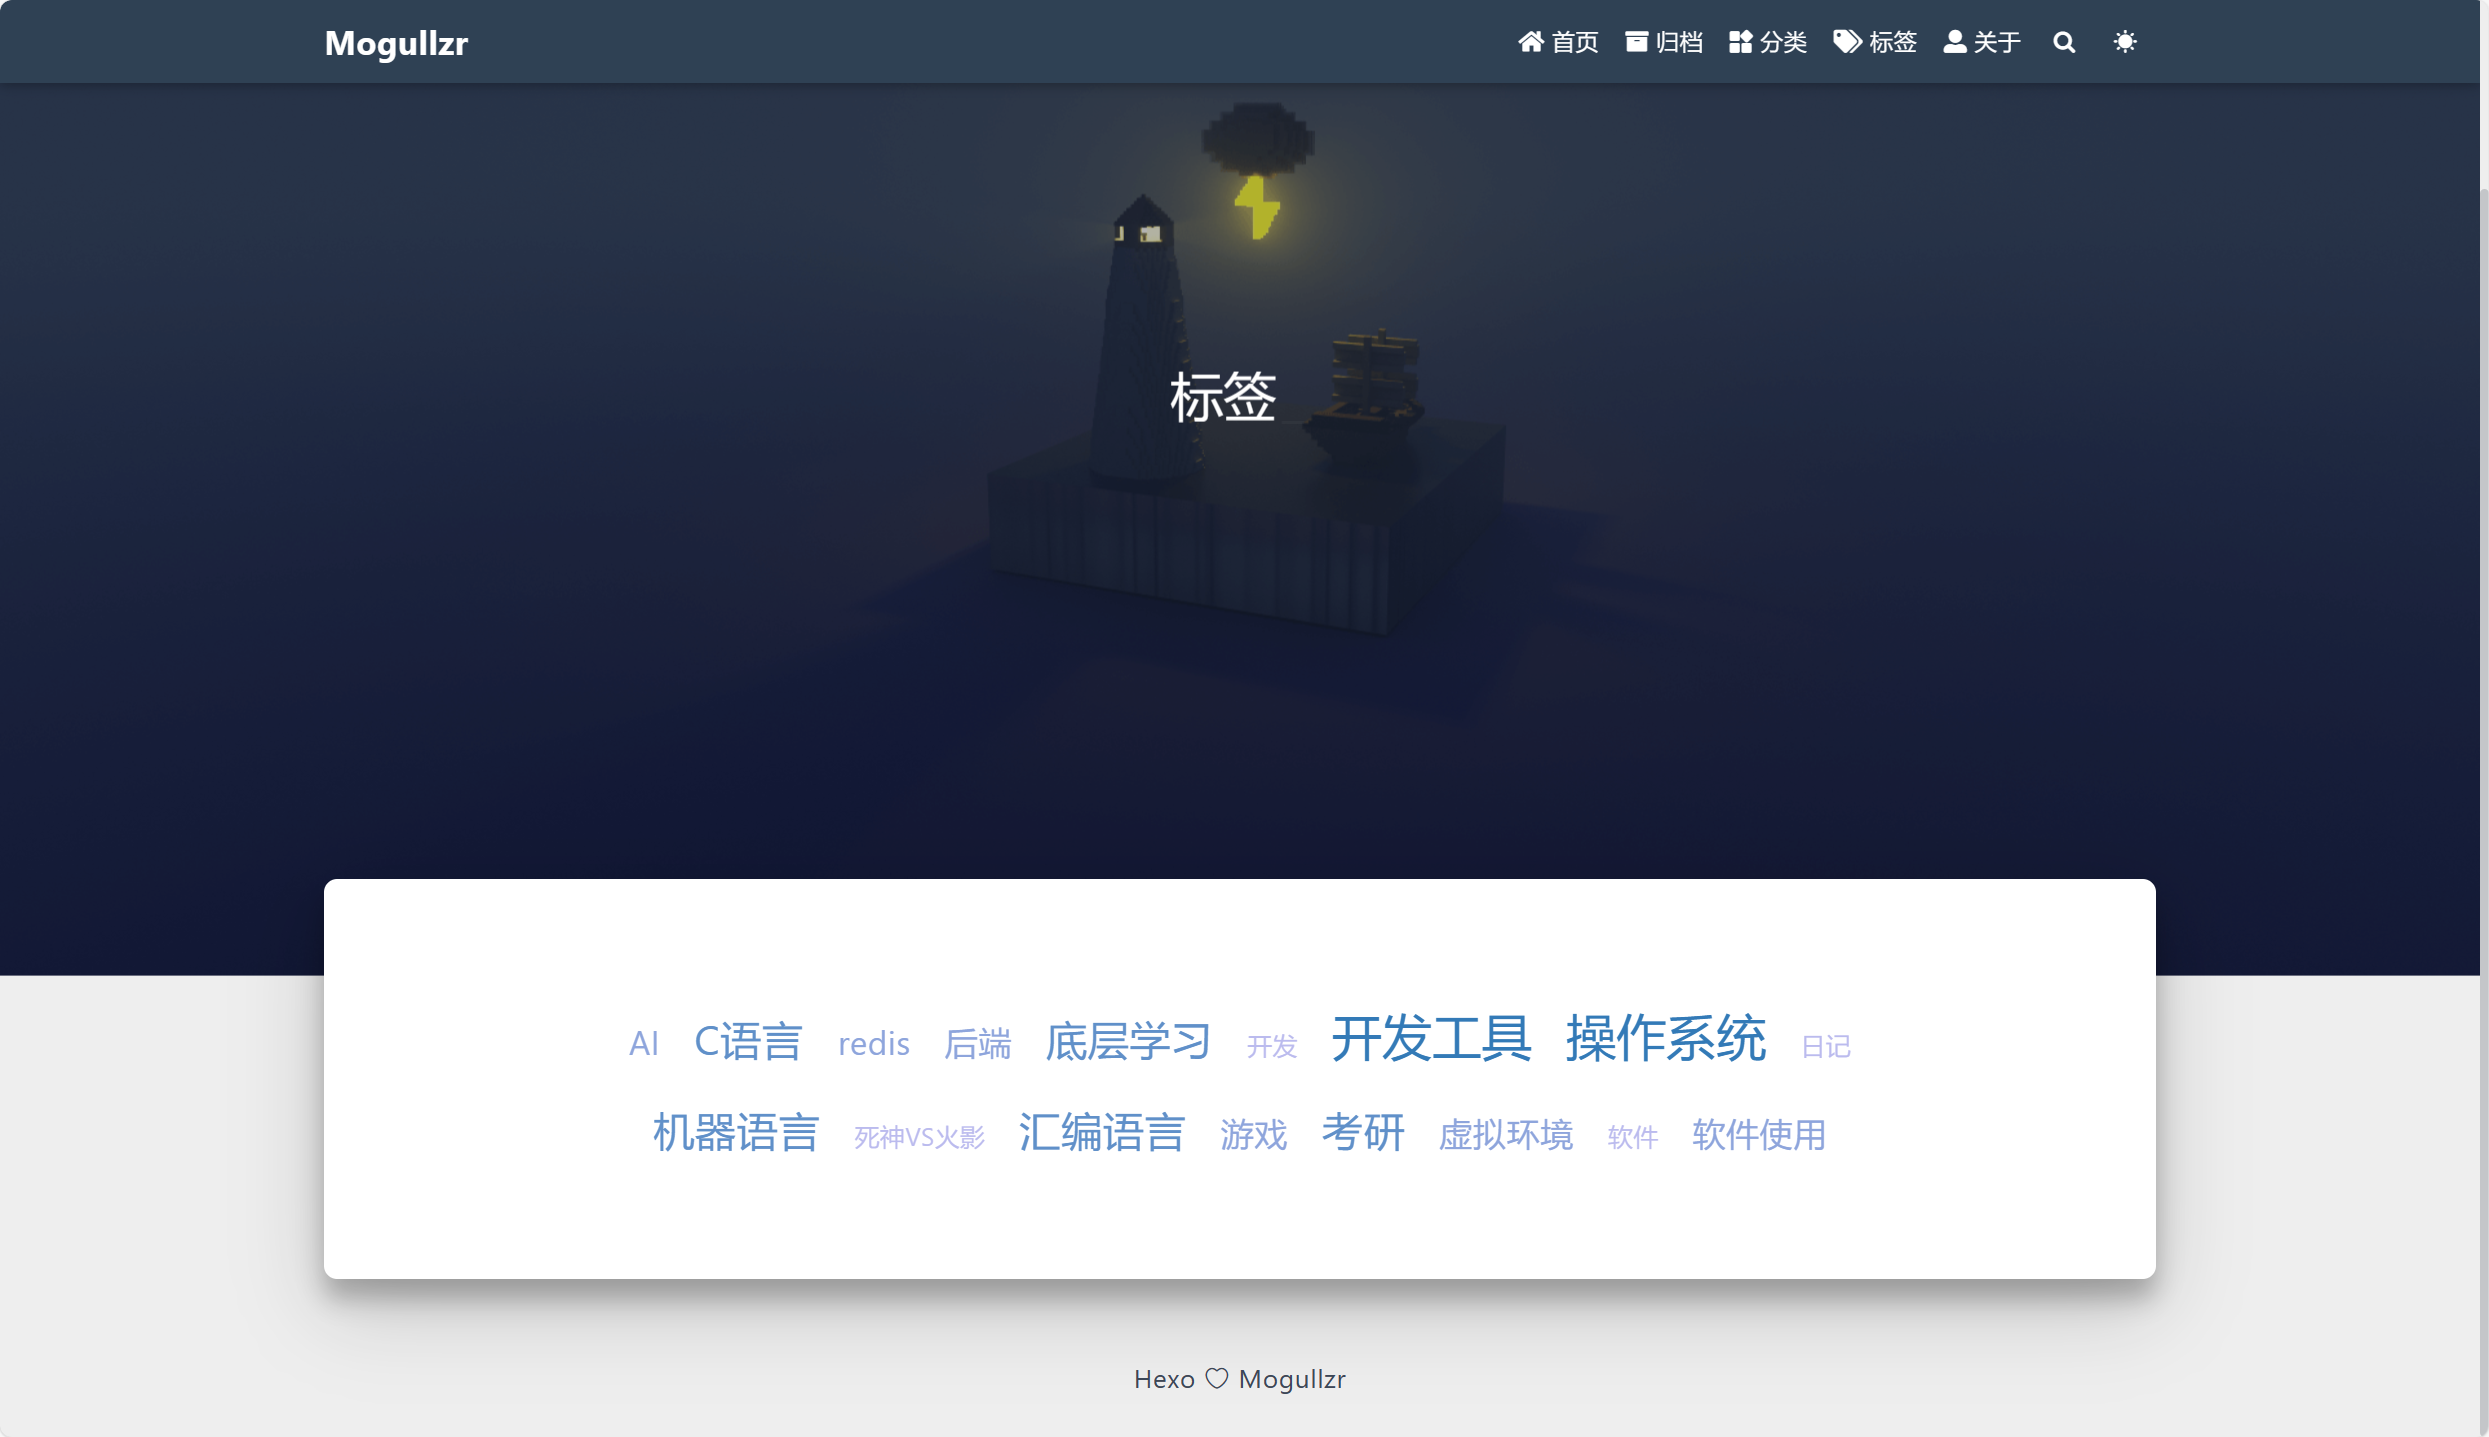 Mogullzr 首页 归档 分类 标签 关于
标签
AI C语言 redis 后端 底层学习 开发 开发工具 操作系统 日记
机器语言 死神VS火影 汇编语言 游戏 考研 虚拟环境 软件 软件使用
Hexo ♡ Mogullzr